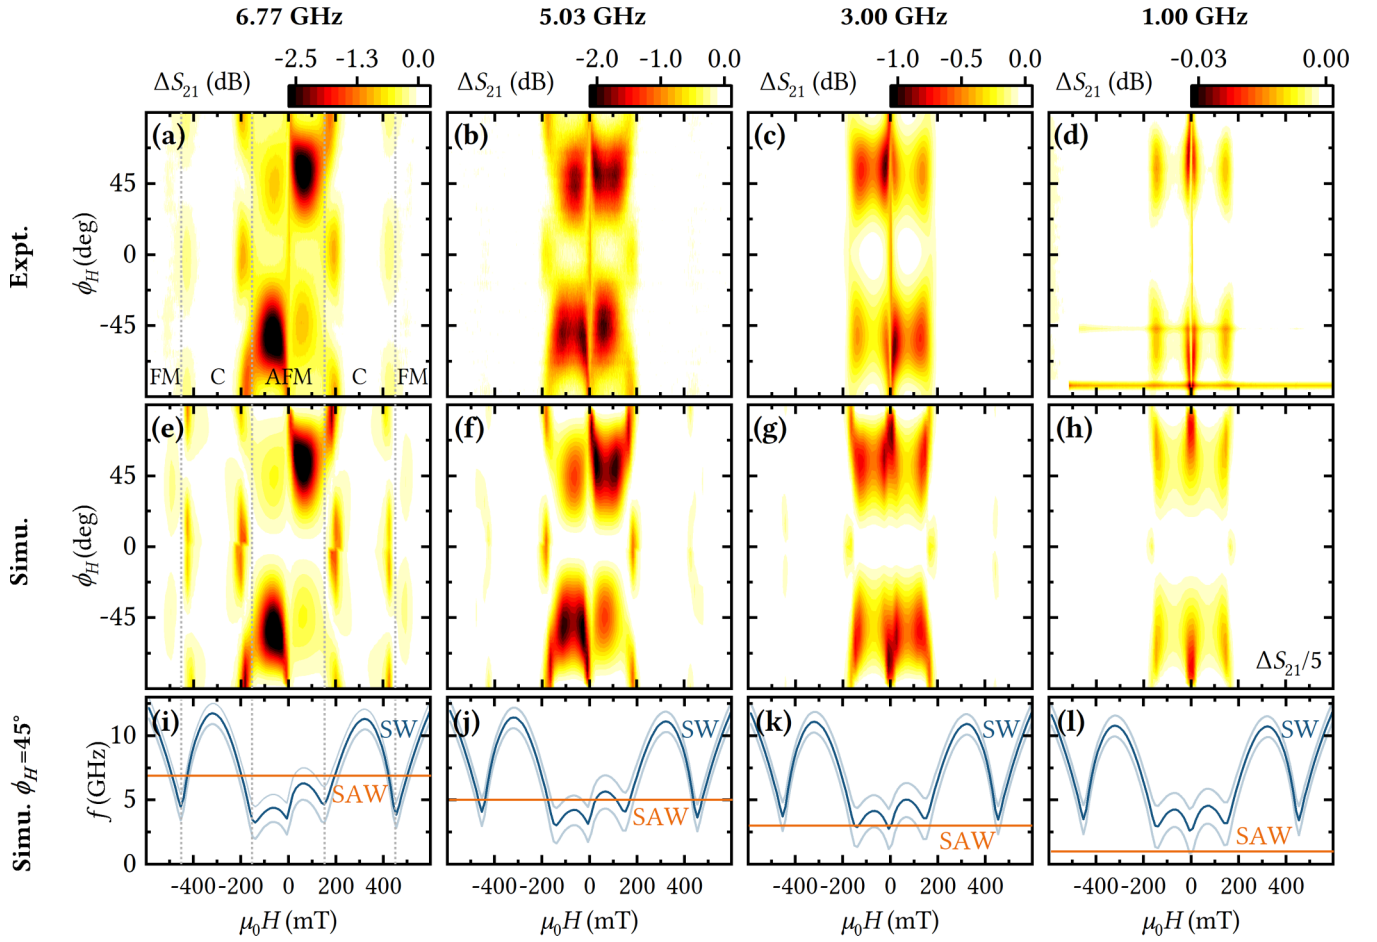 6.77 GHz 5.03 GHz 3.00 GHz 1.00 GHz
-2.5 -1.3 0.0 -2.0 -1.0 0.0 -1.0 -0.5 0.0 -0.03 0.00
ΔS₂₁ (dB) ΔS₂₁ (dB) ΔS₂₁ (dB) ΔS₂₁ (dB)
Expt.
ϕ_H (deg)
45
0
-45
(a) (b) (c) (d)
FM C AFM C FM
Simu.
ϕ_H (deg)
45
0
-45
(e) (f) (g) (h)
ΔS₂₁/5
Simu. ϕ_H=45°
f (GHz)
10
5
0
(i) SW (j) SW (k) SW (l) SW
SAW SAW SAW SAW
-400 -200 0 200 400 -400 -200 0 200 400 -400 -200 0 200 400 -400 -200 0 200 400
μ₀H (mT) μ₀H (mT) μ₀H (mT) μ₀H (mT)